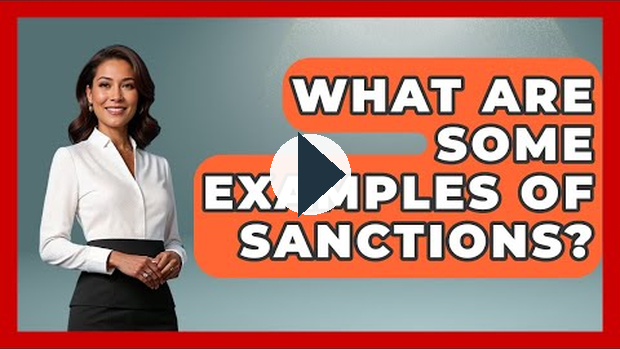 WHAT ARE
SOME
EXAMPLES OF
SANCTIONS?